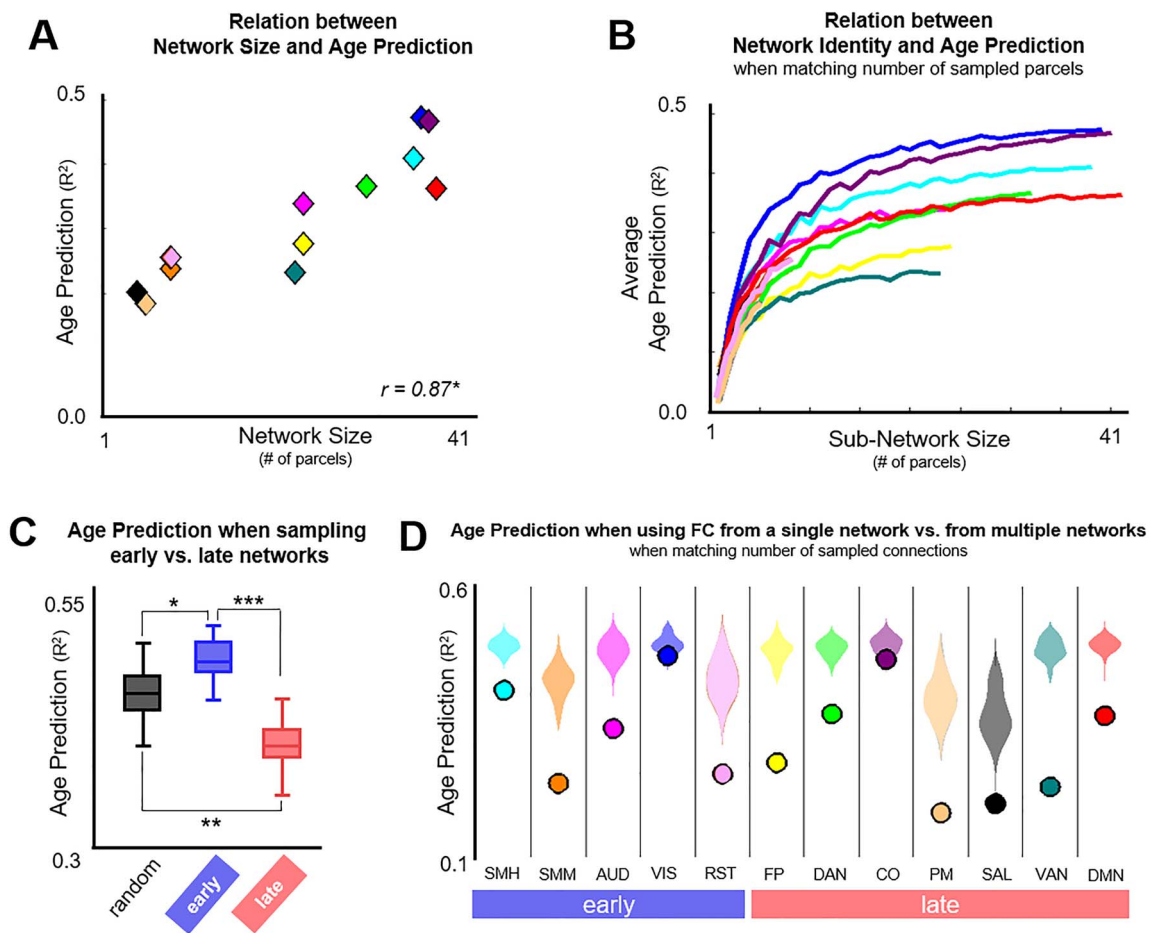 A
Relation between
Network Size and Age Prediction
0.5
Age Prediction (R²)
0.0
r = 0.87*
1
Network Size
(# of parcels)
41
B
Relation between
Network Identity and Age Prediction
when matching number of sampled parcels
0.5
Average
Age Prediction (R²)
0.0
1
Sub-Network Size
(# of parcels)
41
C
Age Prediction when sampling
early vs. late networks
0.55
Age Prediction (R²)
0.3
*
***
**
random
early
late
D
Age Prediction when using FC from a single network vs. from multiple networks
when matching number of sampled connections
0.6
Age Prediction (R²)
0.1
SMH SMM AUD VIS RST FP DAN CO PM SAL VAN DMN
early late